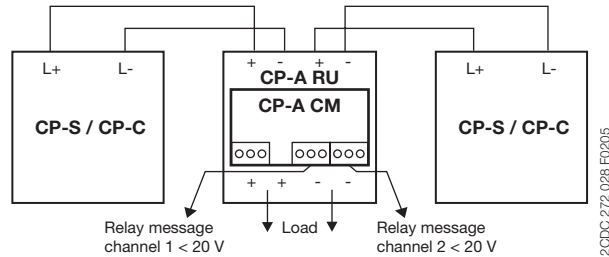 L+ L- + - + - L+ L-
CP-A RU
CP-A CM
CP-S / CP-C
CP-S / CP-C
+ + - -
Relay message
channel 1 < 20 V
Load
Relay message
channel 2 < 20 V
2CDC 272 028 F0205